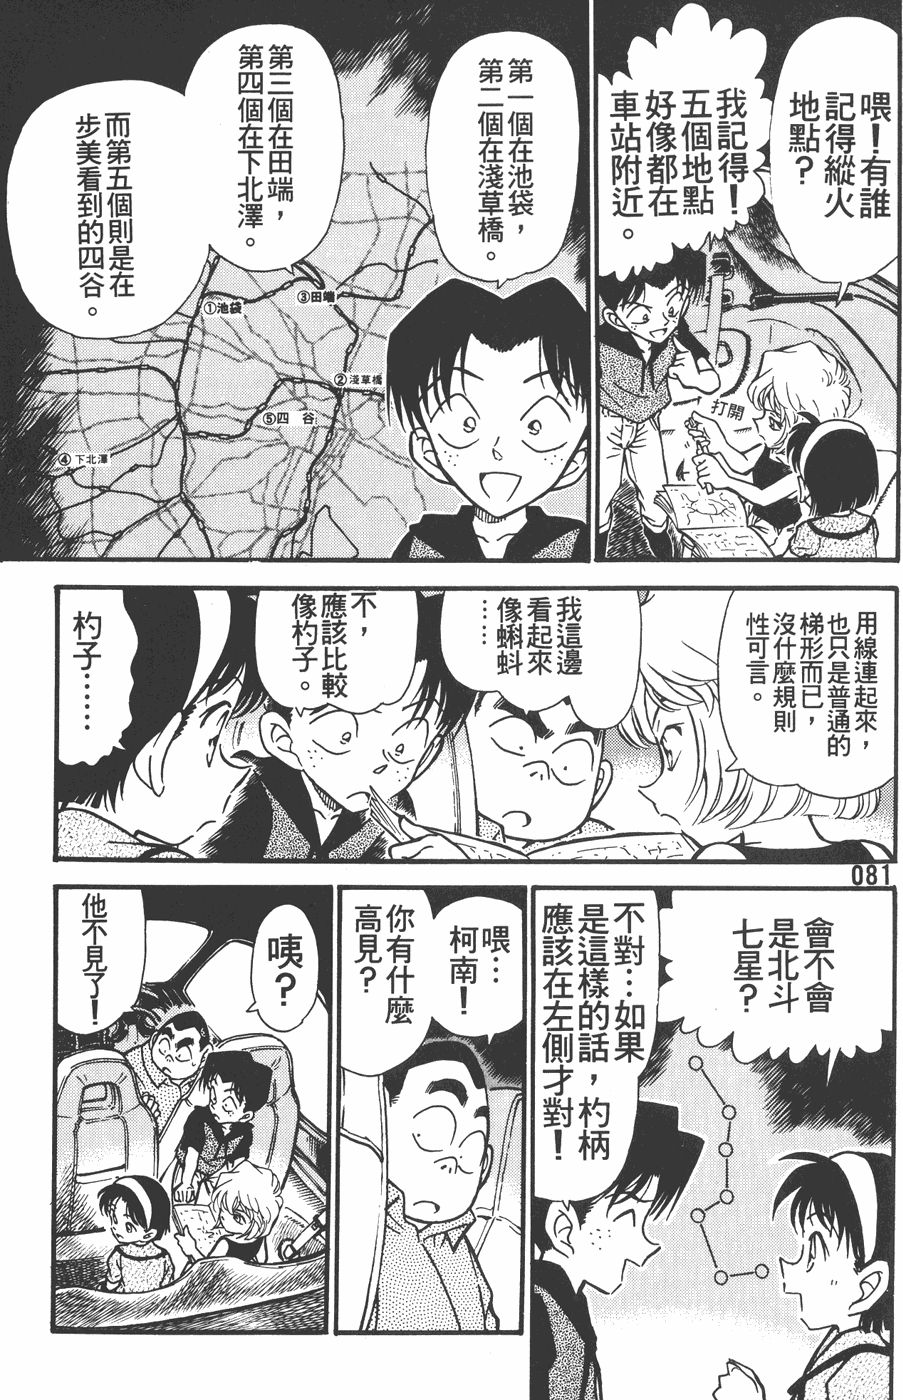 喂！有誰
記得縱火
地點？
我記得！
五個地點
好像都在
車站附近
。
打開
第一個在池袋，
第二個在淺草橋。
第三個在田端，
第四個在下北澤。
而第五個則是在
步美看到的四谷。
①池袋
③田端
②淺草橋
⑤四　谷
④下北澤
用線連起來，
也只是普通的
梯形而已，
沒什麼規則
性可言。
我這邊
看起來
像蝌蚪
……
不，
應該比較
像杓子。
杓子……
081
會不會
是北斗
七星？
不對…如果
是這樣的話，杓柄
應該在左側才對！
喂…
柯南！
你有什麼
高見？
咦？
他不見了！